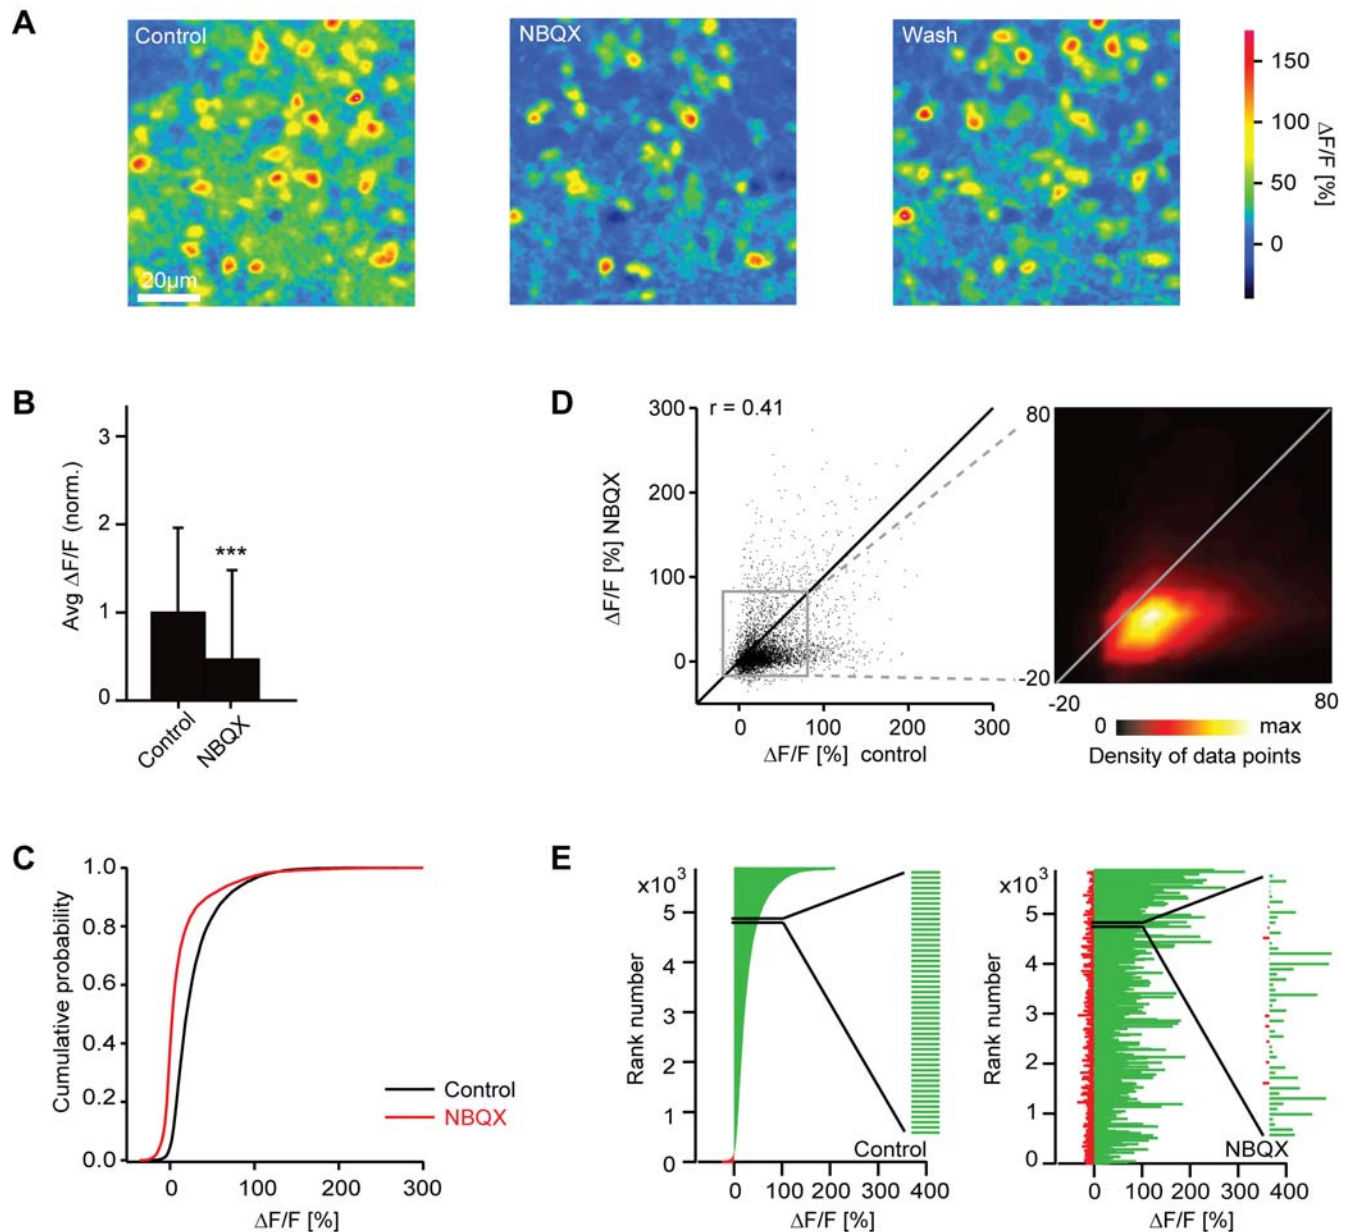 A
Control
NBQX
Wash
20µm
150
100
50
0
ΔF/F [%]
B
3
2
1
0
Avg ΔF/F (norm.)
***
Control
NBQX
D
r = 0.41
300
200
100
0
ΔF/F [%] NBQX
0
100
200
300
ΔF/F [%] control
80
-20
-20
80
0
max
Density of data points
C
1.0
0.8
0.6
0.4
0.2
0.0
Cumulative probability
Control
NBQX
0
100
200
300
ΔF/F [%]
E
x10³
5
4
3
2
1
0
Rank number
Control
0
100
200
300
400
ΔF/F [%]
x10³
5
4
3
2
1
0
Rank number
NBQX
0
100
200
300
400
ΔF/F [%]